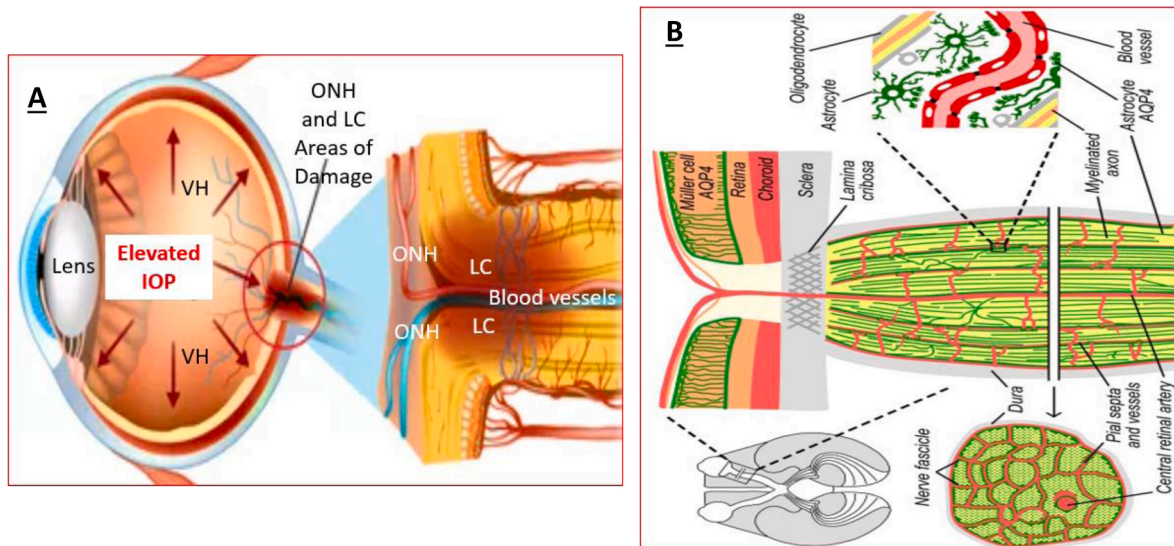 A
ONH
and LC
Areas of
Damage
VH
Elevated
IOP
Lens
VH
ONH
LC
Blood vessels
ONH
LC
B
Oligodendrocyte
Astrocyte
Blood
vessel
Astrocyte
AQP4
Myelinated
axon
Müller cell
AQP4
Retina
Choroid
Sclera
Lamina
cribosa
Dura
Nerve fascicle
Pial septa
and vessels
Central retinal artery